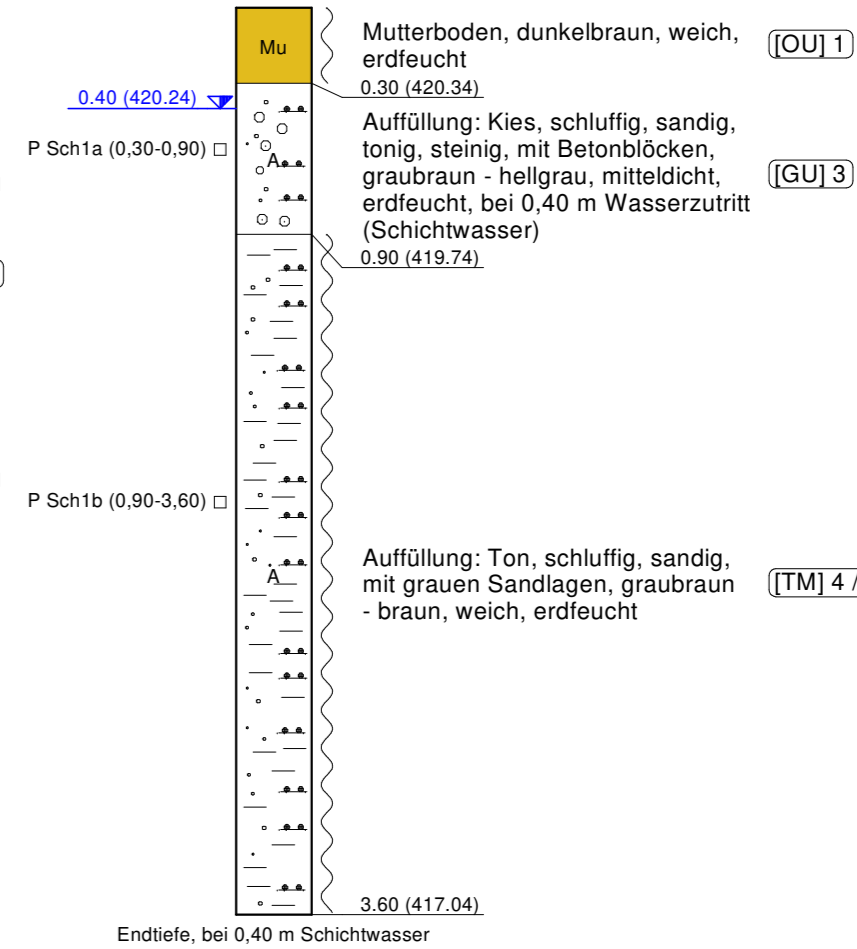 Mu
Mutterboden, dunkelbraun, weich,
erdfeucht
[OU] 1
0.30 (420.34)
0.40 (420.24)
P Sch1a (0,30-0,90)
A
Auffüllung: Kies, schluffig, sandig,
tonig, steinig, mit Betonblöcken,
graubraun - hellgrau, mitteldicht,
erdfeucht, bei 0,40 m Wasserzutritt
(Schichtwasser)
[GU] 3
0.90 (419.74)
P Sch1b (0,90-3,60)
A
Auffüllung: Ton, schluffig, sandig,
mit grauen Sandlagen, graubraun
- braun, weich, erdfeucht
[TM] 4 /
3.60 (417.04)
Endtiefe, bei 0,40 m Schichtwasser